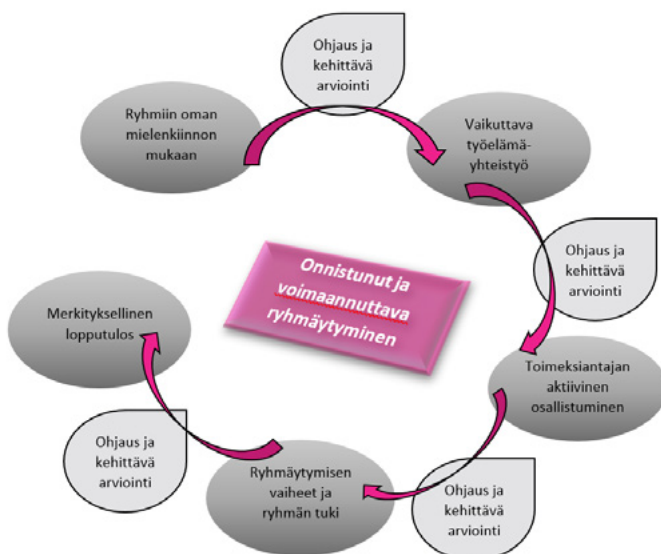 Ohjaus ja
kehittävä
arviointi
Ryhmiin oman
mielenkiinnon
mukaan
Vaikuttava
työelämä-
yhteistyö
Ohjaus ja
kehittävä
arviointi
Onnistunut ja
voimaannuttava
ryhmäytyminen
Merkityksellinen
lopputulos
Toimeksiantajan
aktiivinen
osallistuminen
Ohjaus ja
kehittävä
arviointi
Ryhmäytymisen
vaiheet ja
ryhmän tuki
Ohjaus ja
kehittävä
arviointi